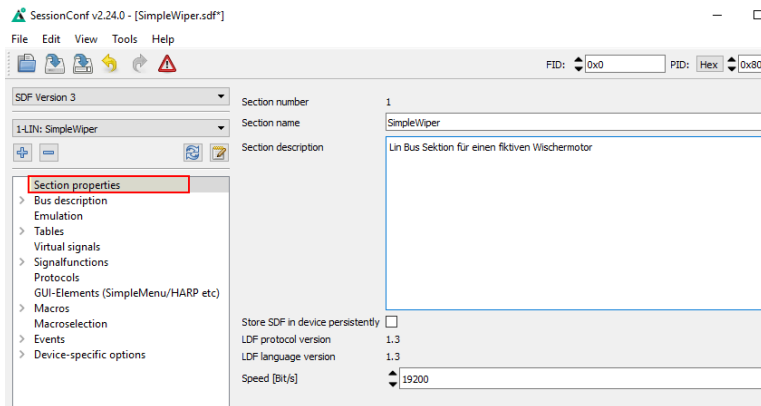 SessionConf v2.24.0 - [SimpleWiper.sdf*]
File Edit View Tools Help
FID: 0x0 PID: Hex 0x80
SDF Version 3
1-LIN: SimpleWiper
Section properties
Bus description
Emulation
Tables
Virtual signals
Signalfunctions
Protocols
GUI-Elements (SimpleMenu/HARP etc)
Macros
Macroselection
Events
Device-specific options
Section number 1
Section name SimpleWiper
Section description Lin Bus Sektion für einen fiktiven Wischermotor
Store SDF in device persistently
LDF protocol version 1.3
LDF language version 1.3
Speed [Bit/s] 19200